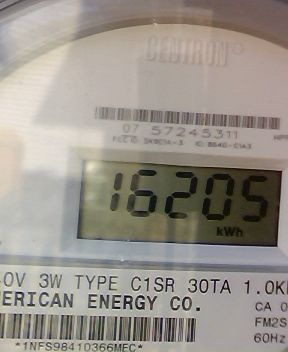 CENTRON
07 57245311
16205
kWh
0V 3W TYPE C1SR 30TA 1.0K
ERICAN ENERGY CO.
CA 0
FM2S
60Hz
*1NFS98410366MEC*